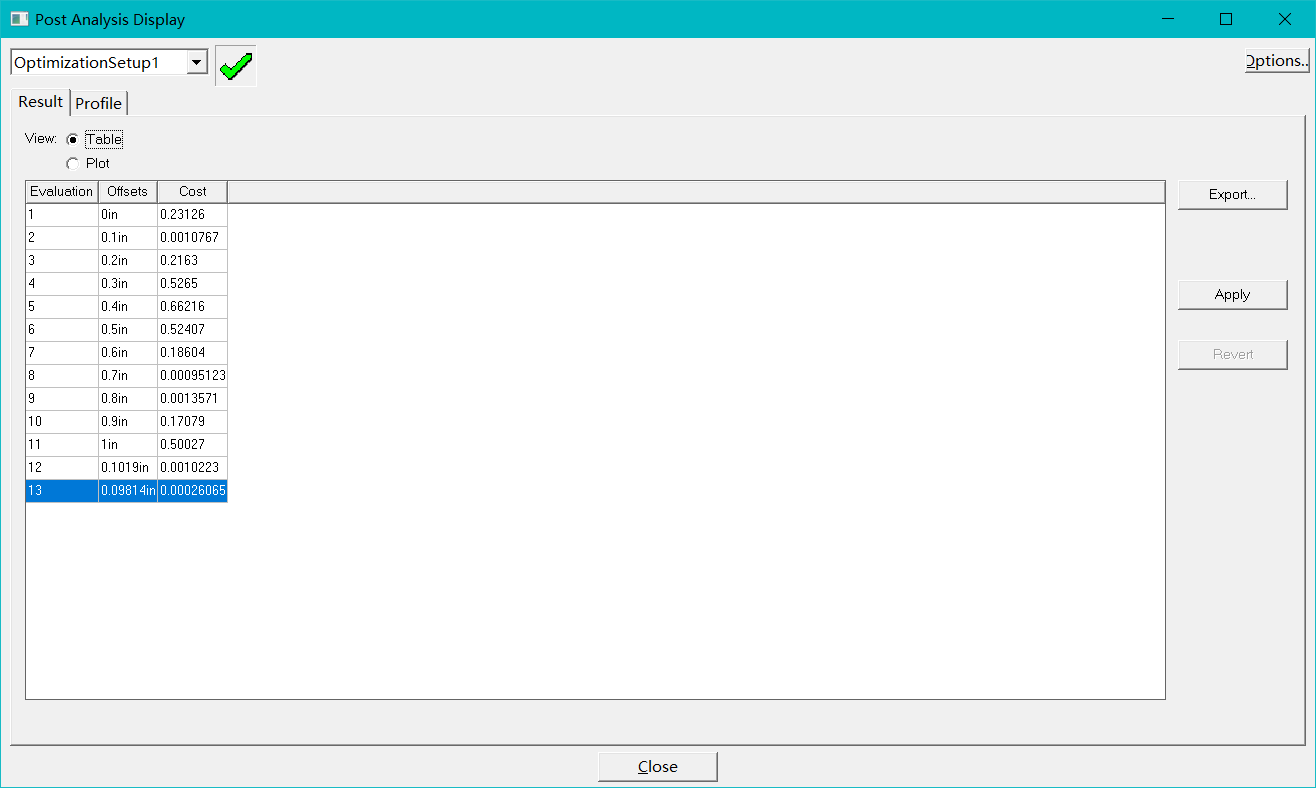 Post Analysis Display
OptimizationSetup1
Options..
Result Profile
View: Table
Plot
Evaluation Offsets Cost
1 0in 0.23126
2 0.1in 0.0010767
3 0.2in 0.2163
4 0.3in 0.5265
5 0.4in 0.66216
6 0.5in 0.52407
7 0.6in 0.18604
8 0.7in 0.00095123
9 0.8in 0.0013571
10 0.9in 0.17079
11 1in 0.50027
12 0.1019in 0.0010223
13 0.09814in 0.00026065
Export...
Apply
Revert
Close